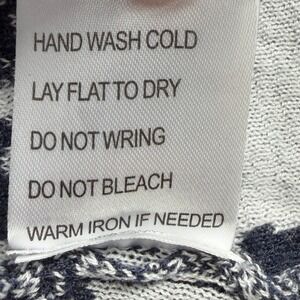 HAND WASH COLD
LAY FLAT TO DRY
DO NOT WRING
DO NOT BLEACH
WARM IRON IF NEEDED